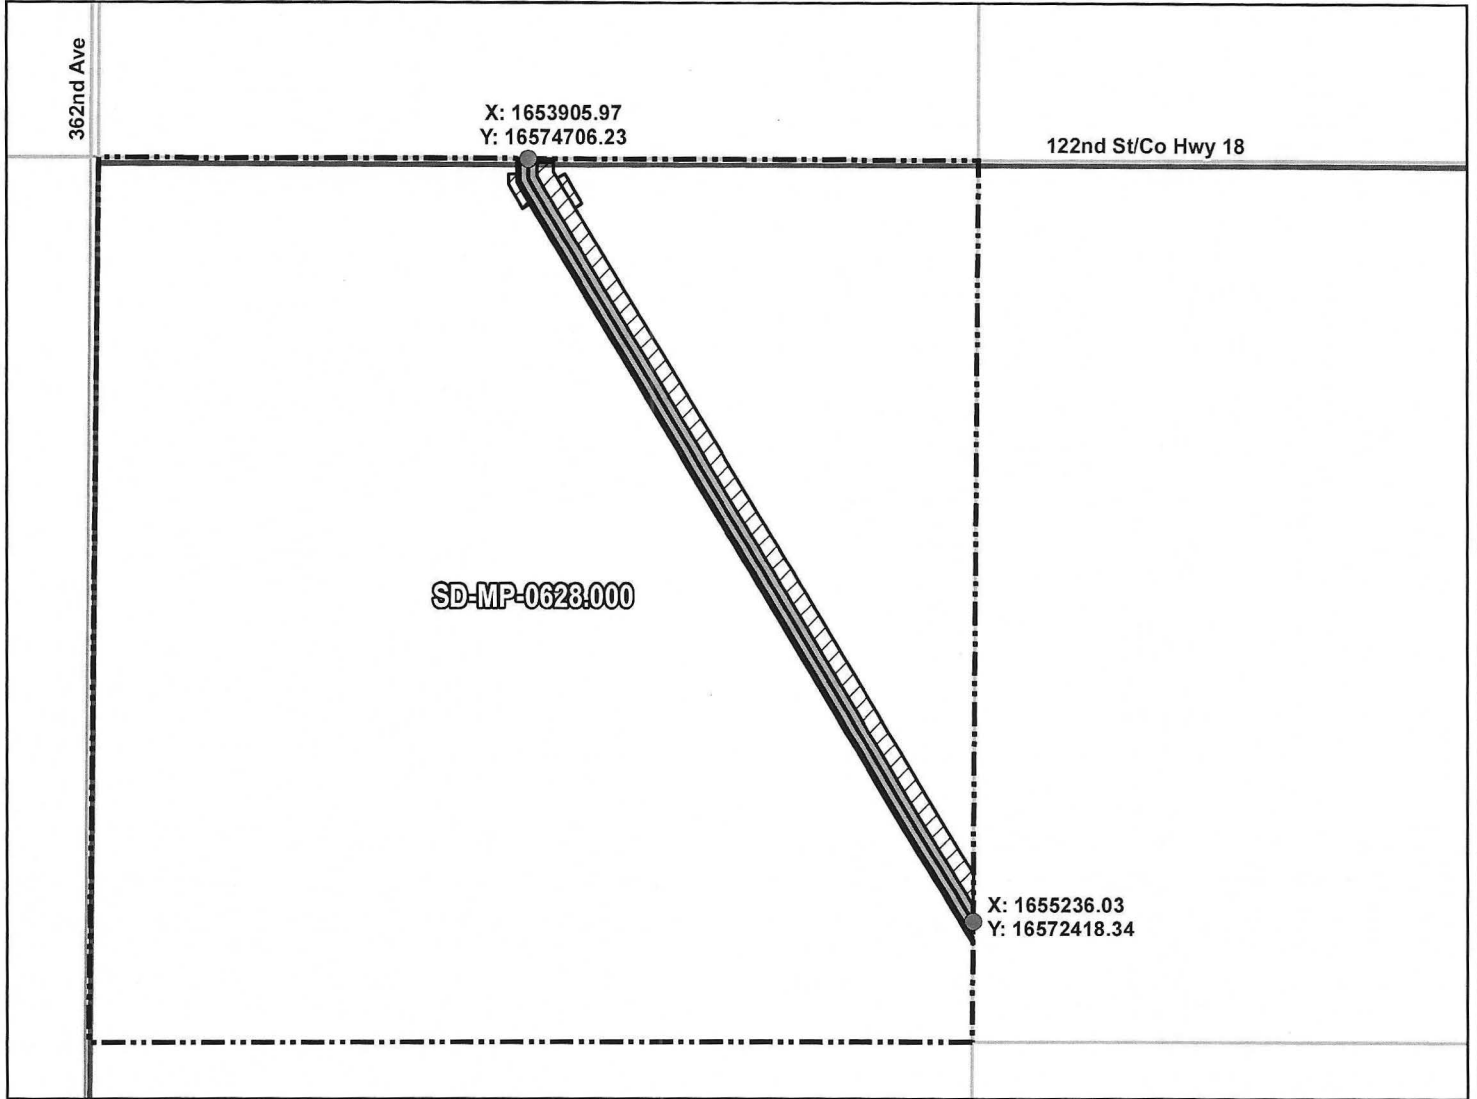 362nd Ave
X: 1653905.97
Y: 16574706.23
122nd St/Co Hwy 18
SD-MP-0628.000
X: 1655236.03
Y: 16572418.34